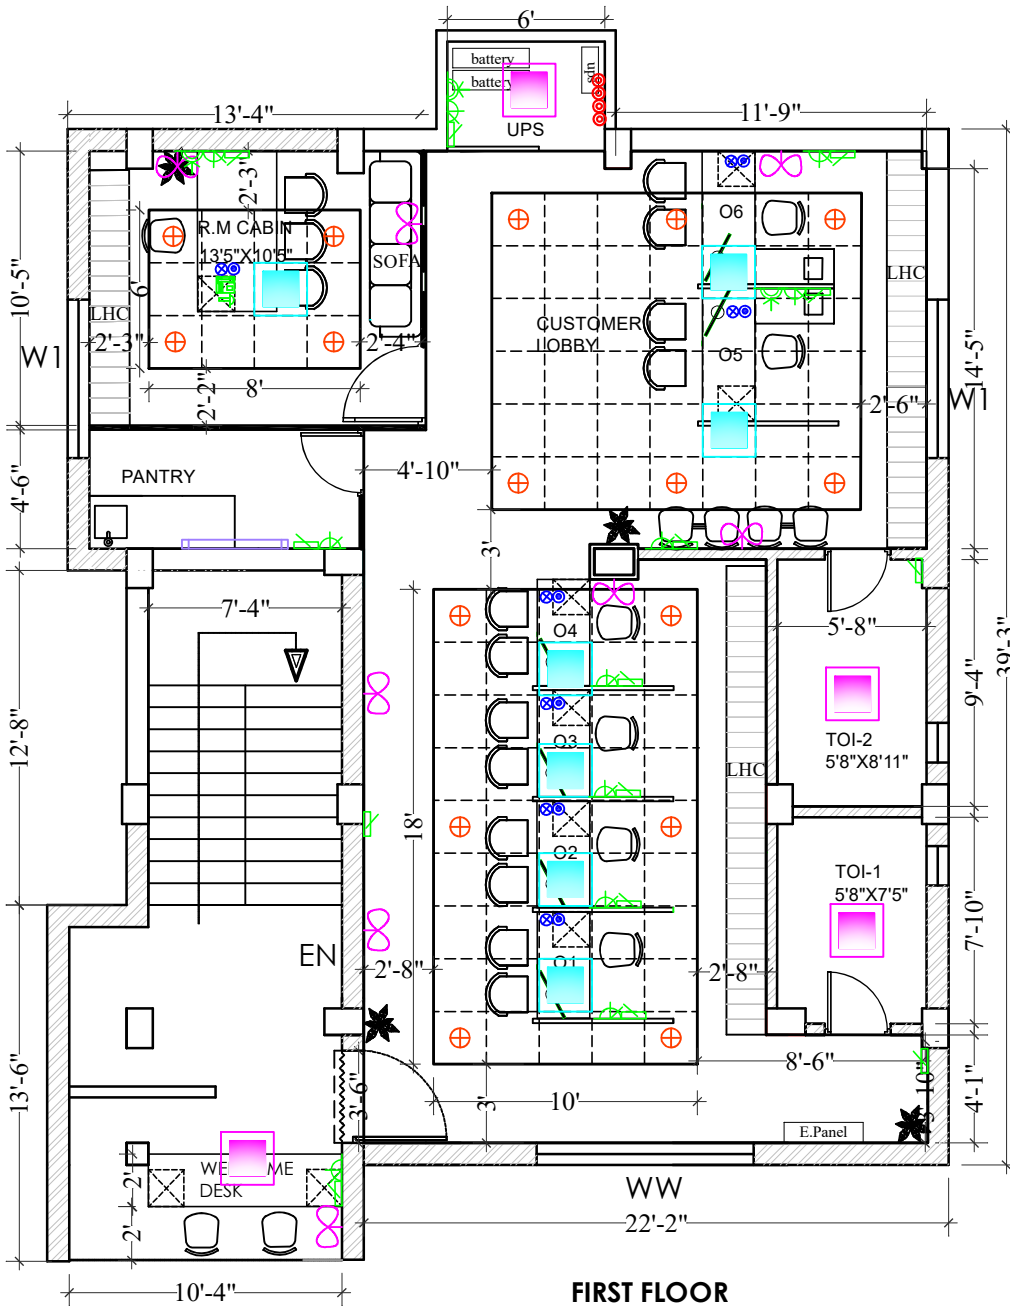 6'
battery
battery
sdn
UPS
13'-4"
11'-9"
2'-3"
R.M CABIN
13'5"X10'5"
6'
LHC
SOFA
2'-3"
2'-4"
8'
2'-2"
10'-5"
W1
O6
CUSTOMER
LOBBY
O5
LHC
2'-6"
W1
14'-5"
39'-3"
4'-10"
PANTRY
4'-6"
3'
7'-4"
12'-8"
O4
O3
O2
O1
18'
LHC
5'-8"
TOI-2
5'8"X8'11"
9'-4"
TOI-1
5'8"X7'5"
7'-10"
EN
2'-8"
2'-8"
8'-6"
3'-6"
3'
10'
3'-10"
4'-1"
E.Panel
13'-6"
2'
2'
DESK
WW
22'-2"
10'-4"
FIRST FLOOR